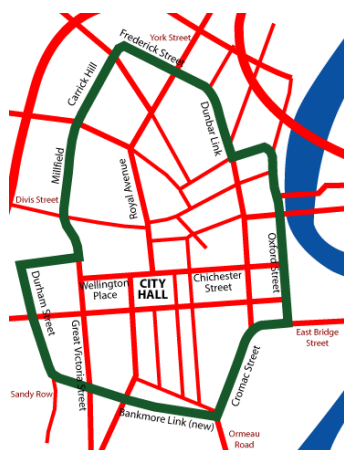 Frederick Street
York Street
Carrick Hill
Dunbar Link
Millfield
Royal Avenue
Divis Street
Oxford Street
Wellington
Place
CITY
HALL
Chichester
Street
Durham Street
Great Victoria Street
East Bridge
Street
Cromac Street
Sandy Row
Bankmore Link (new)
Ormeau
Road